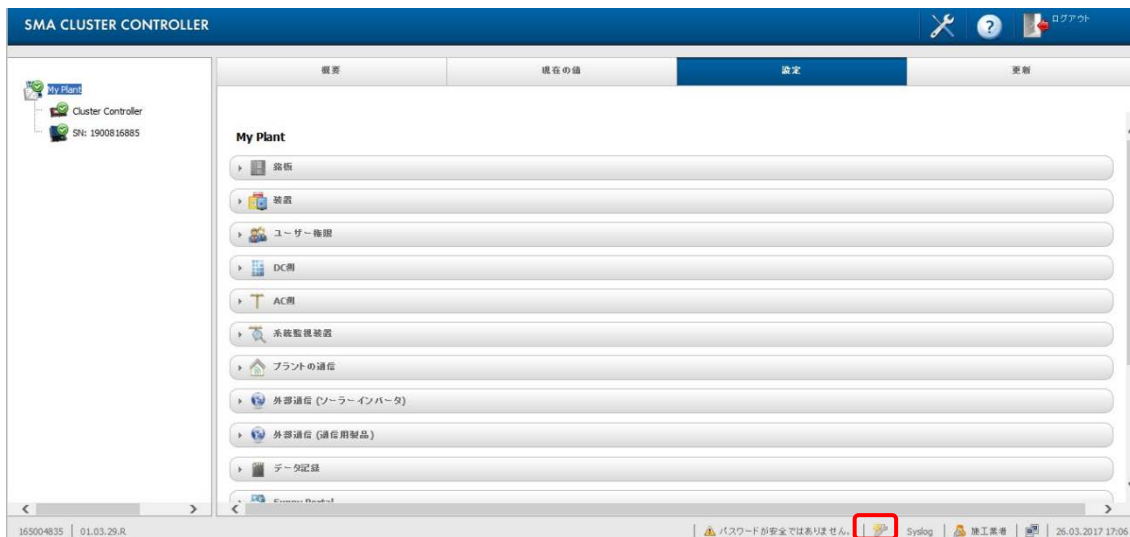 SMA CLUSTER CONTROLLER
ログアウト
概要
現在の値
設定
更新
My Plant
Cluster Controller
SN: 1900816885
My Plant
銘板
装置
ユーザー権限
DC側
AC側
系統監視装置
プラントの通信
外部通信 (ソーラーインバータ)
外部通信 (通信用製品)
データ記録
Sunny Portal
165004835 | 01.03.29.R
パスワードが安全ではありません。 | Syslog | 施工業者 | 26.03.2017 17:06